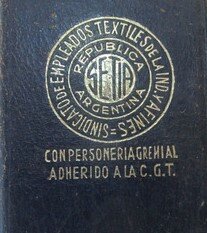 SINDICATO DE EMPLEADOS TEXTILES DE LA IND. Y AFINES
REPUBLICA
SETIA
ARGENTINA
CON PERSONERIA GREMIAL
ADHERIDO A LA C.G.T.